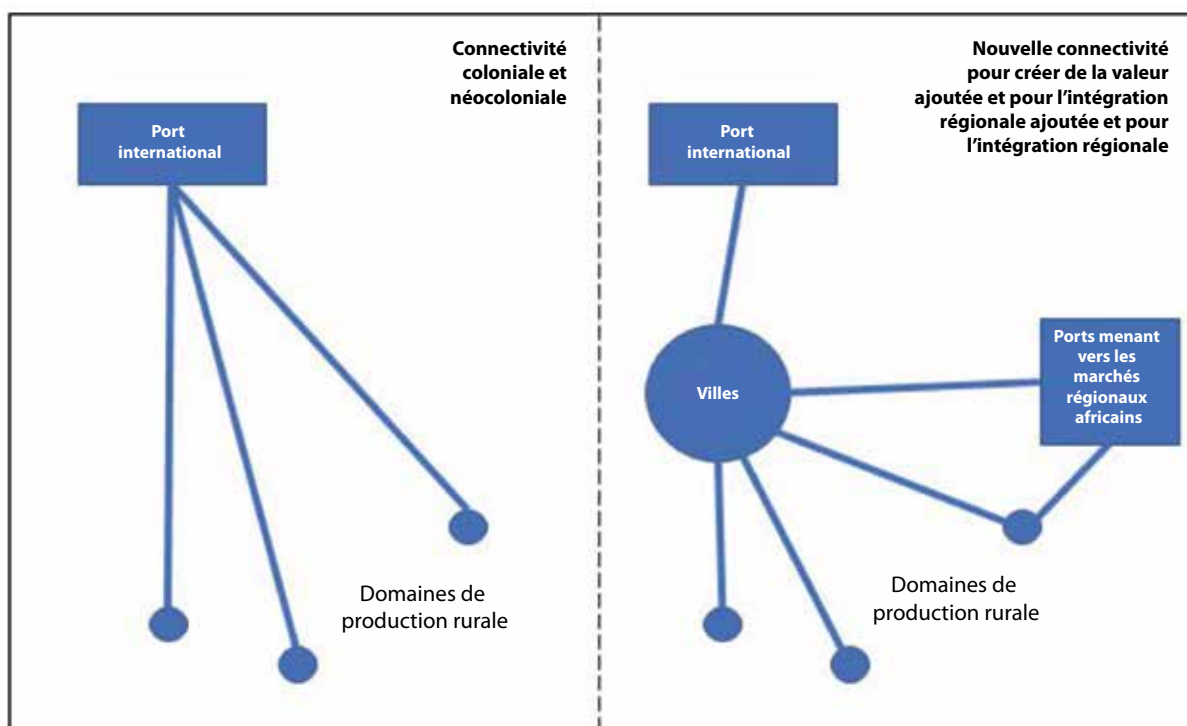 Connectivité
coloniale et
néocoloniale
Port
international
Domaines de
production rurale
Nouvelle connectivité
pour créer de la valeur
ajoutée et pour l'intégration
régionale ajoutée et pour
l'intégration régionale
Port
international
Villes
Ports menant
vers les
marchés
régionaux
africains
Domaines de
production rurale